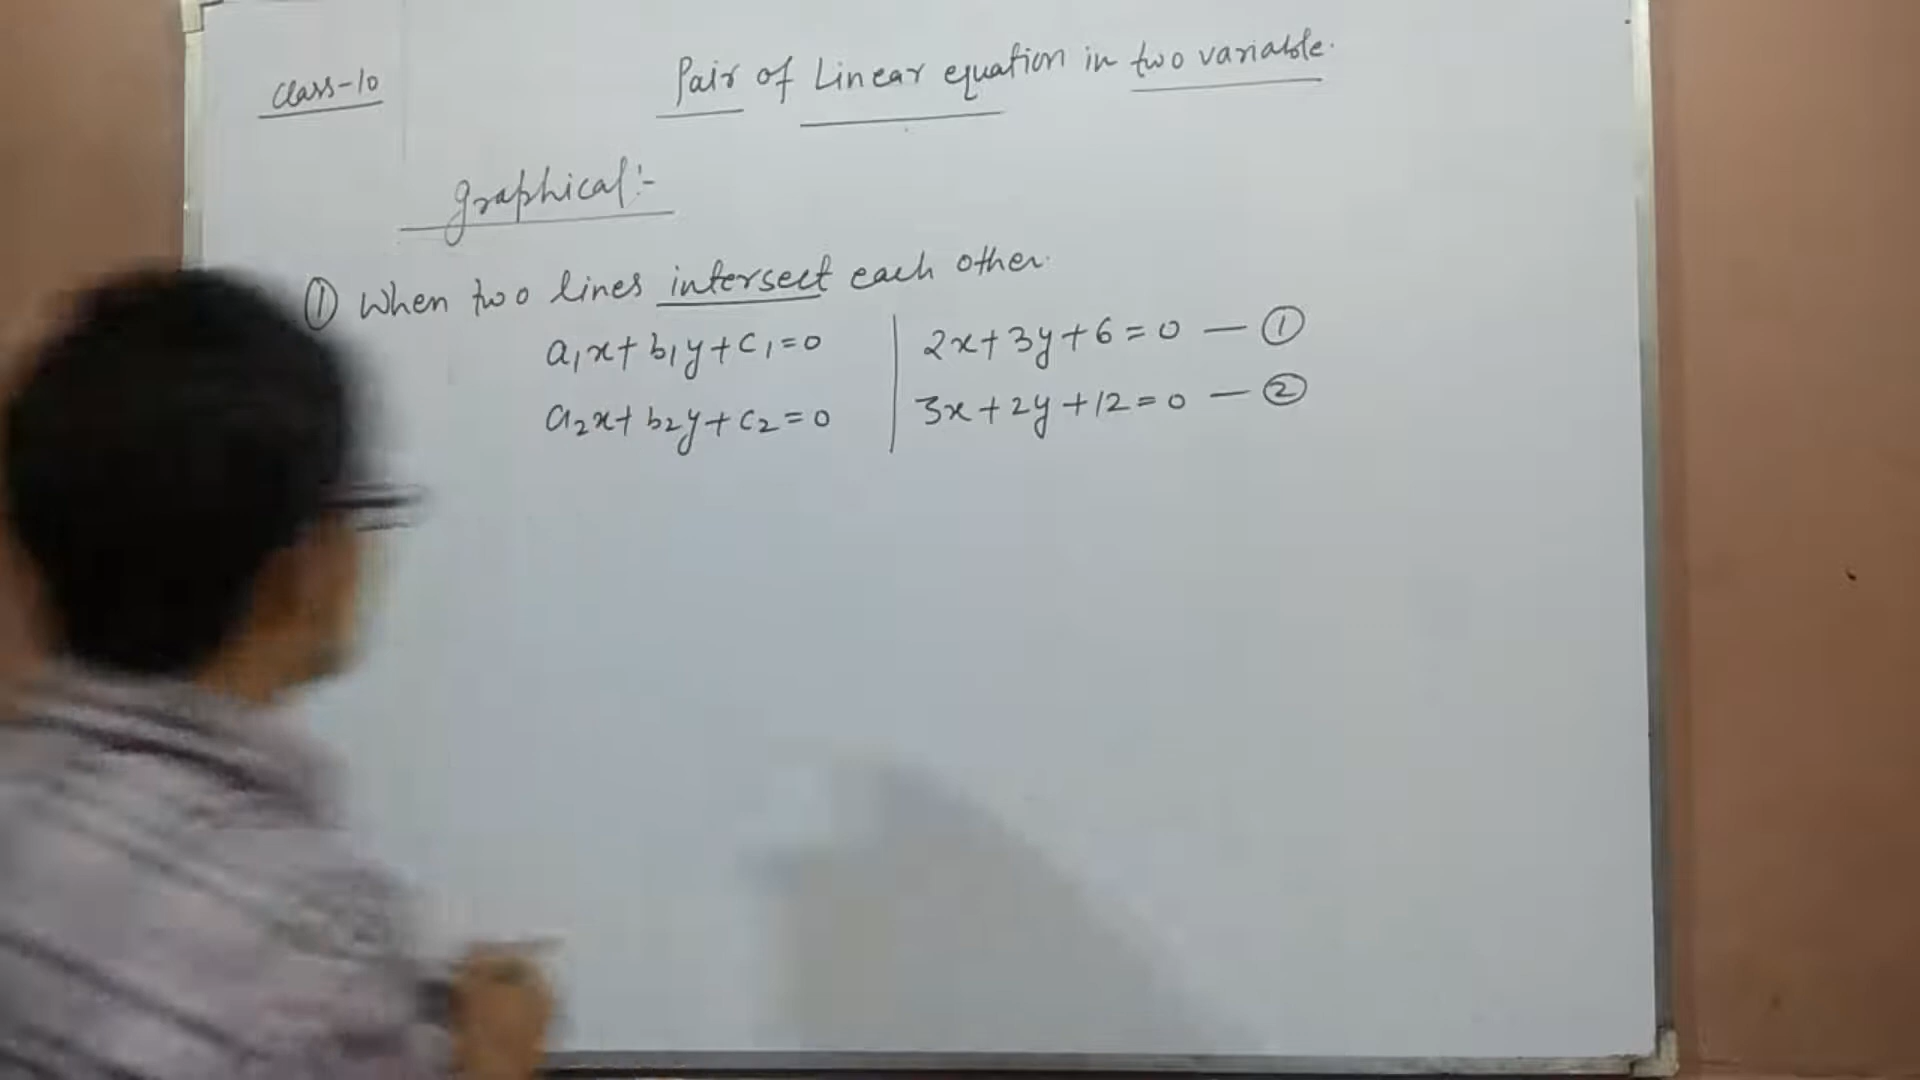 Class-10
Pair of Linear equation in two variable.
graphical:-
① When two lines intersect each other.
a₁x+b₁y+c₁=0 | 2x+3y+6=0 — ①
a₂x+b₂y+c₂=0 | 3x+2y+12=0 — ②